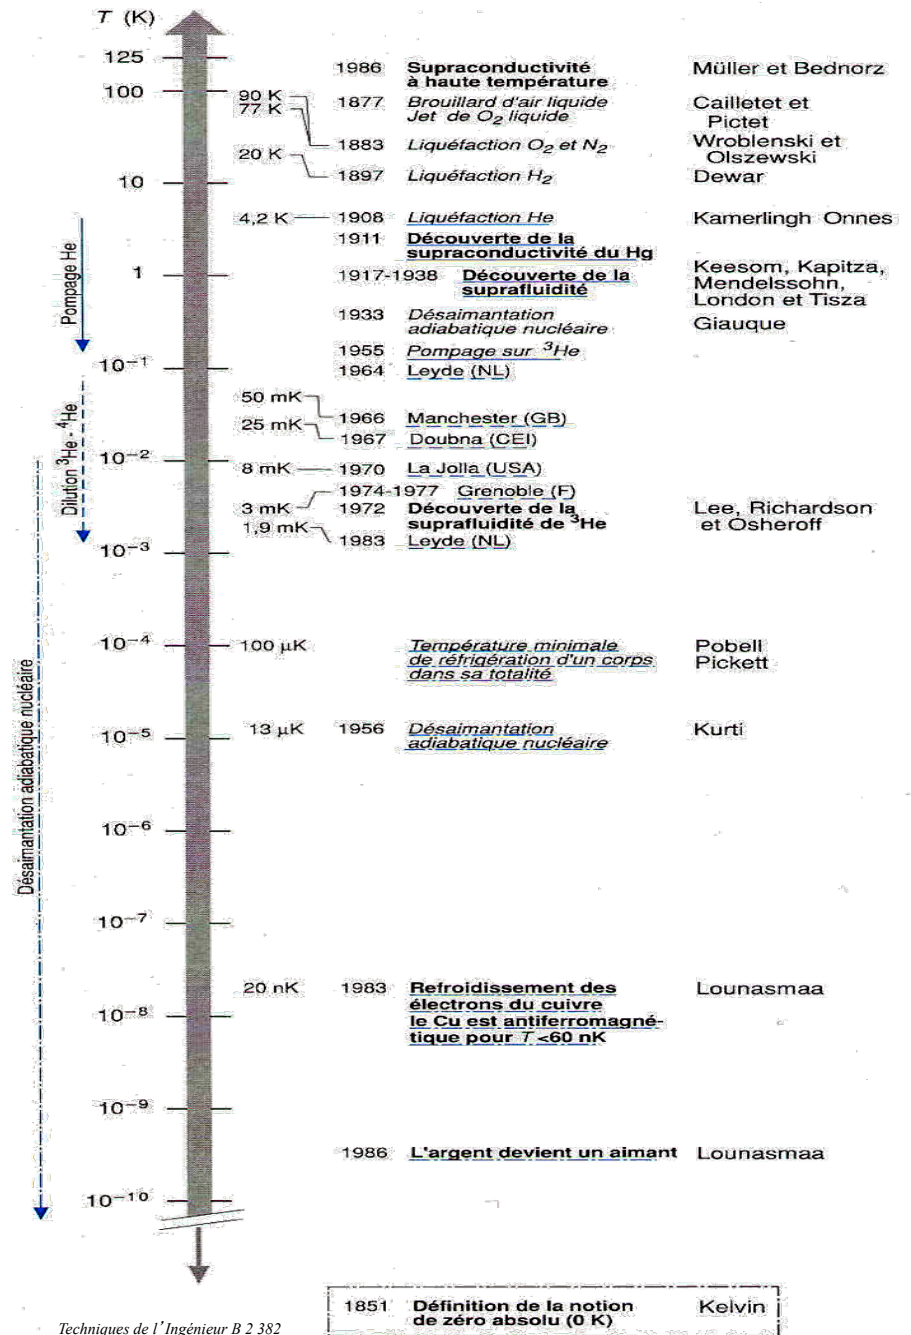 T (K)
125
100
10
1
10⁻¹
10⁻²
10⁻³
10⁻⁴
10⁻⁵
10⁻⁶
10⁻⁷
10⁻⁸
10⁻⁹
10⁻¹⁰
Pompage He
Dilution ³He - ⁴He
Désaimantation adiabatique nucléaire
1986 Supraconductivité Müller et Bednorz
à haute température
90 K
77 K
1877 Brouillard d'air liquide Cailletet et
Jet de O₂ liquide Pictet
1883 Liquéfaction O₂ et N₂ Wroblenski et
Olszewski
20 K 1897 Liquéfaction H₂ Dewar
4,2 K 1908 Liquéfaction He Kamerlingh Onnes
1911 Découverte de la
supraconductivité du Hg
1917-1938 Découverte de la Keesom, Kapitza,
suprafluidité Mendelssohn,
London et Tisza
1933 Désaimantation Giauque
adiabatique nucléaire
1955 Pompage sur ³He
1964 Leyde (NL)
50 mK 1966 Manchester (GB)
25 mK 1967 Doubna (CEI)
8 mK 1970 La Jolla (USA)
3 mK 1974-1977 Grenoble (F)
1972 Découverte de la Lee, Richardson
suprafluidité de ³He et Osheroff
1,9 mK 1983 Leyde (NL)
100 µK Température minimale Pobell
de réfrigération d'un corps Pickett
dans sa totalité
13 µK 1956 Désaimantation Kurti
adiabatique nucléaire
20 nK 1983 Refroidissement des Lounasmaa
électrons du cuivre
le Cu est antiferromagné-
tique pour T <60 nK
1986 L'argent devient un aimant Lounasmaa
1851 Définition de la notion Kelvin
de zéro absolu (0 K)
Techniques de l'Ingénieur B 2 382